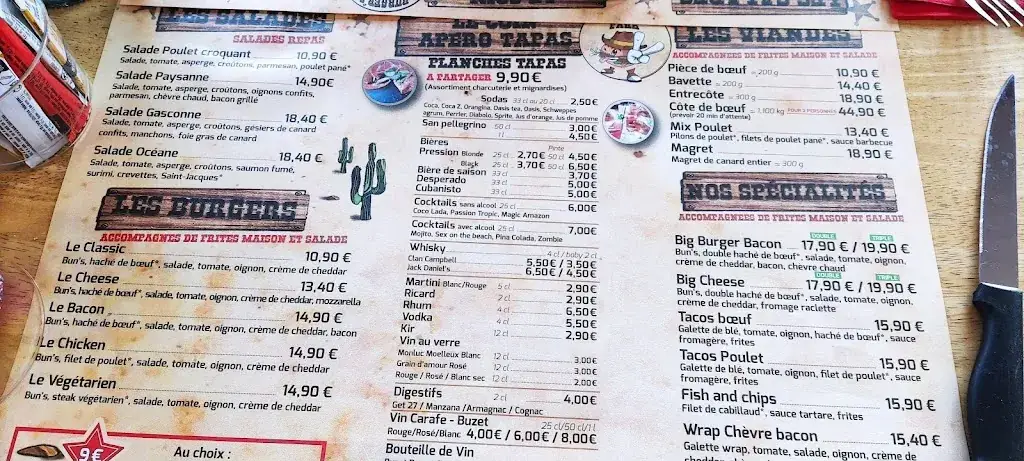 LES SALADES
SALADES REPAS
Salade Poulet croquant 10,90 €
Salade, tomate, asperge, croûtons, parmesan, poulet pané*
Salade Paysanne 14,90€
Salade, tomate, asperge, croûtons, oignons confits,
parmesan, chèvre chaud, bacon grillé
Salade Gasconne 18,40 €
Salade, tomate, asperge, croûtons, gésiers de canard
confits, manchons, foie gras de canard
Salade Océane 18,40 €
Salade, tomate, asperge, croûtons, saumon fumé,
surimi, crevettes, Saint-Jacques*
LES BURGERS
ACCOMPAGNES DE FRITES MAISON ET SALADE
Le Classic 10,90 €
Bun's, haché de bœuf*, salade, tomate, oignon, crème de cheddar
Le Cheese 13,40 €
Bun's, haché de bœuf*, salade, tomate, oignon, crème de cheddar, mozzarella
Le Bacon 14,90 €
Bun's, haché de bœuf*, salade, tomate, oignon, crème de cheddar, bacon
Le Chicken 14,90 €
Bun's, filet de poulet*, salade, tomate, oignon, crème de cheddar
Le Végétarien 14,90 €
Bun's, steak végétarien*, salade, tomate, oignon, crème de cheddar
9€
Au choix :
APERO TAPAS
PLANCHES TAPAS
A PARTAGER 9,90 €
(Assortiment charcuterie et mignardises)
Sodas 33 cl ou 20 cl 2,50€
Coca, Coca Z, Orangina, Oasis tea, Oasis, Schweppes
agrum, Perrier, Diabolo, Sprite, Jus d'orange, Jus de pomme
San pellegrino 50 cl 3,00€
1 l 4,50€
Bières Pinte
Pression Blonde 25 cl 2,70€ 50 cl 4,50€
Black 25 cl 3,70€ 50 cl 6,50€
Bière de saison 33 cl 3,70€
Desperado 33 cl 5,00€
Cubanisto 33 cl 5,00€
Cocktails sans alcool 25 cl 6,00€
Coco Lada, Passion Tropic, Magic Amazon
Cocktails avec alcool 25 cl 7,00€
Mojito, Sex on the beach, Pina Colada, Zombie
Whisky 4 cl / baby 2 cl
Clan Campbell 5,50€ / 3,50€
Jack Daniel's 6,50€ / 4,50€
Martini Blanc/Rouge 5 cl 2,90€
Ricard 2 cl 2,90€
Rhum 4 cl 6,50€
Vodka 4 cl 5,50€
Kir 12 cl 2,90€
Vin au verre
Monluc Moelleux Blanc 12 cl 3,00€
Grain d'amour Rosé 12 cl 3,00€
Rouge / Rosé / Blanc sec 12 cl 2,00€
Digestifs 2 cl 4,00€
Get 27 / Manzana /Armagnac / Cognac
Vin Carafe - Buzet 25 cl/50 cl/1 l
Rouge/Rosé/Blanc 4,00€ / 6,00€ / 8,00€
Bouteille de Vin
LES VIANDES
ACCOMPAGNEES DE FRITES MAISON ET SALADE
Pièce de bœuf ≈ 200 g 10,90 €
Bavette ≈ 200 g 14,40 €
Entrecôte ≈ 300 g 18,90 €
Côte de bœuf ≈ 1,100 kg POUR 2 PERSONNES 44,90 €
(prévoir 20 min d'attente)
Mix Poulet 13,40 €
Pilons de poulet*, filets de poulet pané*, sauce barbecue
Magret 18,90 €
Magret de canard entier ≈ 300 g
NOS SPÉCIALITÉS
ACCOMPAGNEES DE FRITES MAISON ET SALADE
DOUBLE TRIPLE
Big Burger Bacon 17,90 € / 19,90 €
Bun's, double haché de bœuf*, salade, tomate, oignon,
crème de cheddar, bacon, chèvre chaud
DOUBLE TRIPLE
Big Cheese 17,90 € / 19,90 €
Bun's, double haché de bœuf*, salade, tomate, oignon,
crème de cheddar, fromage raclette
Tacos bœuf 15,90 €
Galette de blé, tomate, oignon, haché de bœuf*, sauce
fromagère, frites
Tacos Poulet 15,90 €
Galette de blé, tomate, oignon, filet de poulet*, sauce
fromagère, frites
Fish and chips 15,90 €
Filet de cabillaud*, sauce tartare, frites
Wrap Chèvre bacon 15,40 €
Galette wrap, tomate, salade, oignon, crème de